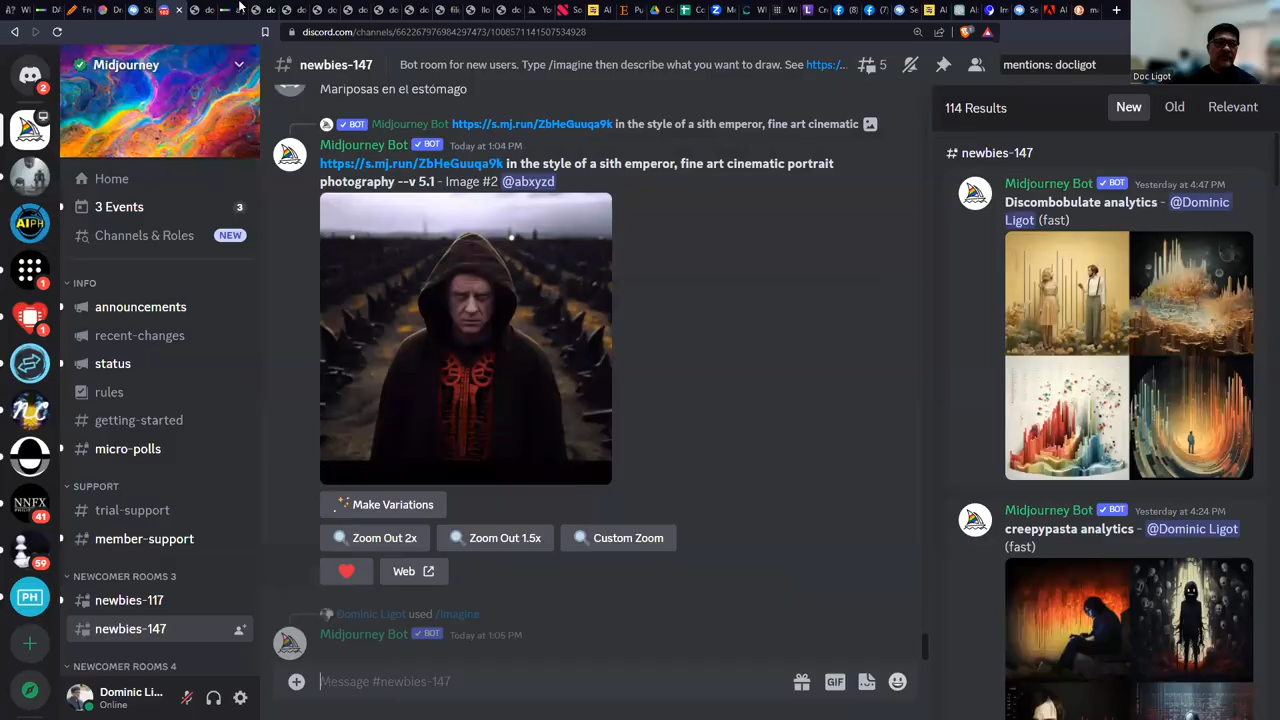 discord.com/channels/662267976984297473/1008571141507534928
Doc Ligot
Midjourney
newbies-147
Bot room for new users. Type /imagine then describe what you want to draw. See https:/...
5
mentions: docligot
114 Results
New
Old
Relevant
2
Home
3 Events
3
Channels & Roles
NEW
INFO
announcements
recent-changes
status
rules
getting-started
micro-polls
SUPPORT
trial-support
member-support
NEWCOMER ROOMS 3
newbies-117
newbies-147
NEWCOMER ROOMS 4
Dominic Li...
Online
AIPH
1
1
NNFX
41
59
PH
Mariposas en el estómago
BOT Midjourney Bot https://s.mj.run/ZbHeGuuqa9k in the style of a sith emperor, fine art cinematic
Midjourney Bot BOT Today at 1:04 PM
https://s.mj.run/ZbHeGuuqa9k in the style of a sith emperor, fine art cinematic portrait
photography --v 5.1 - Image #2 @abxyzd
Make Variations
Zoom Out 2x
Zoom Out 1.5x
Custom Zoom
Web
Dominic Ligot used /imagine
Midjourney Bot BOT Today at 1:05 PM
Message #newbies-147
GIF
newbies-147
Midjourney Bot BOT Yesterday at 4:47 PM
Discombobulate analytics - @Dominic
Ligot (fast)
Midjourney Bot BOT Yesterday at 4:24 PM
creepypasta analytics - @Dominic Ligot
(fast)